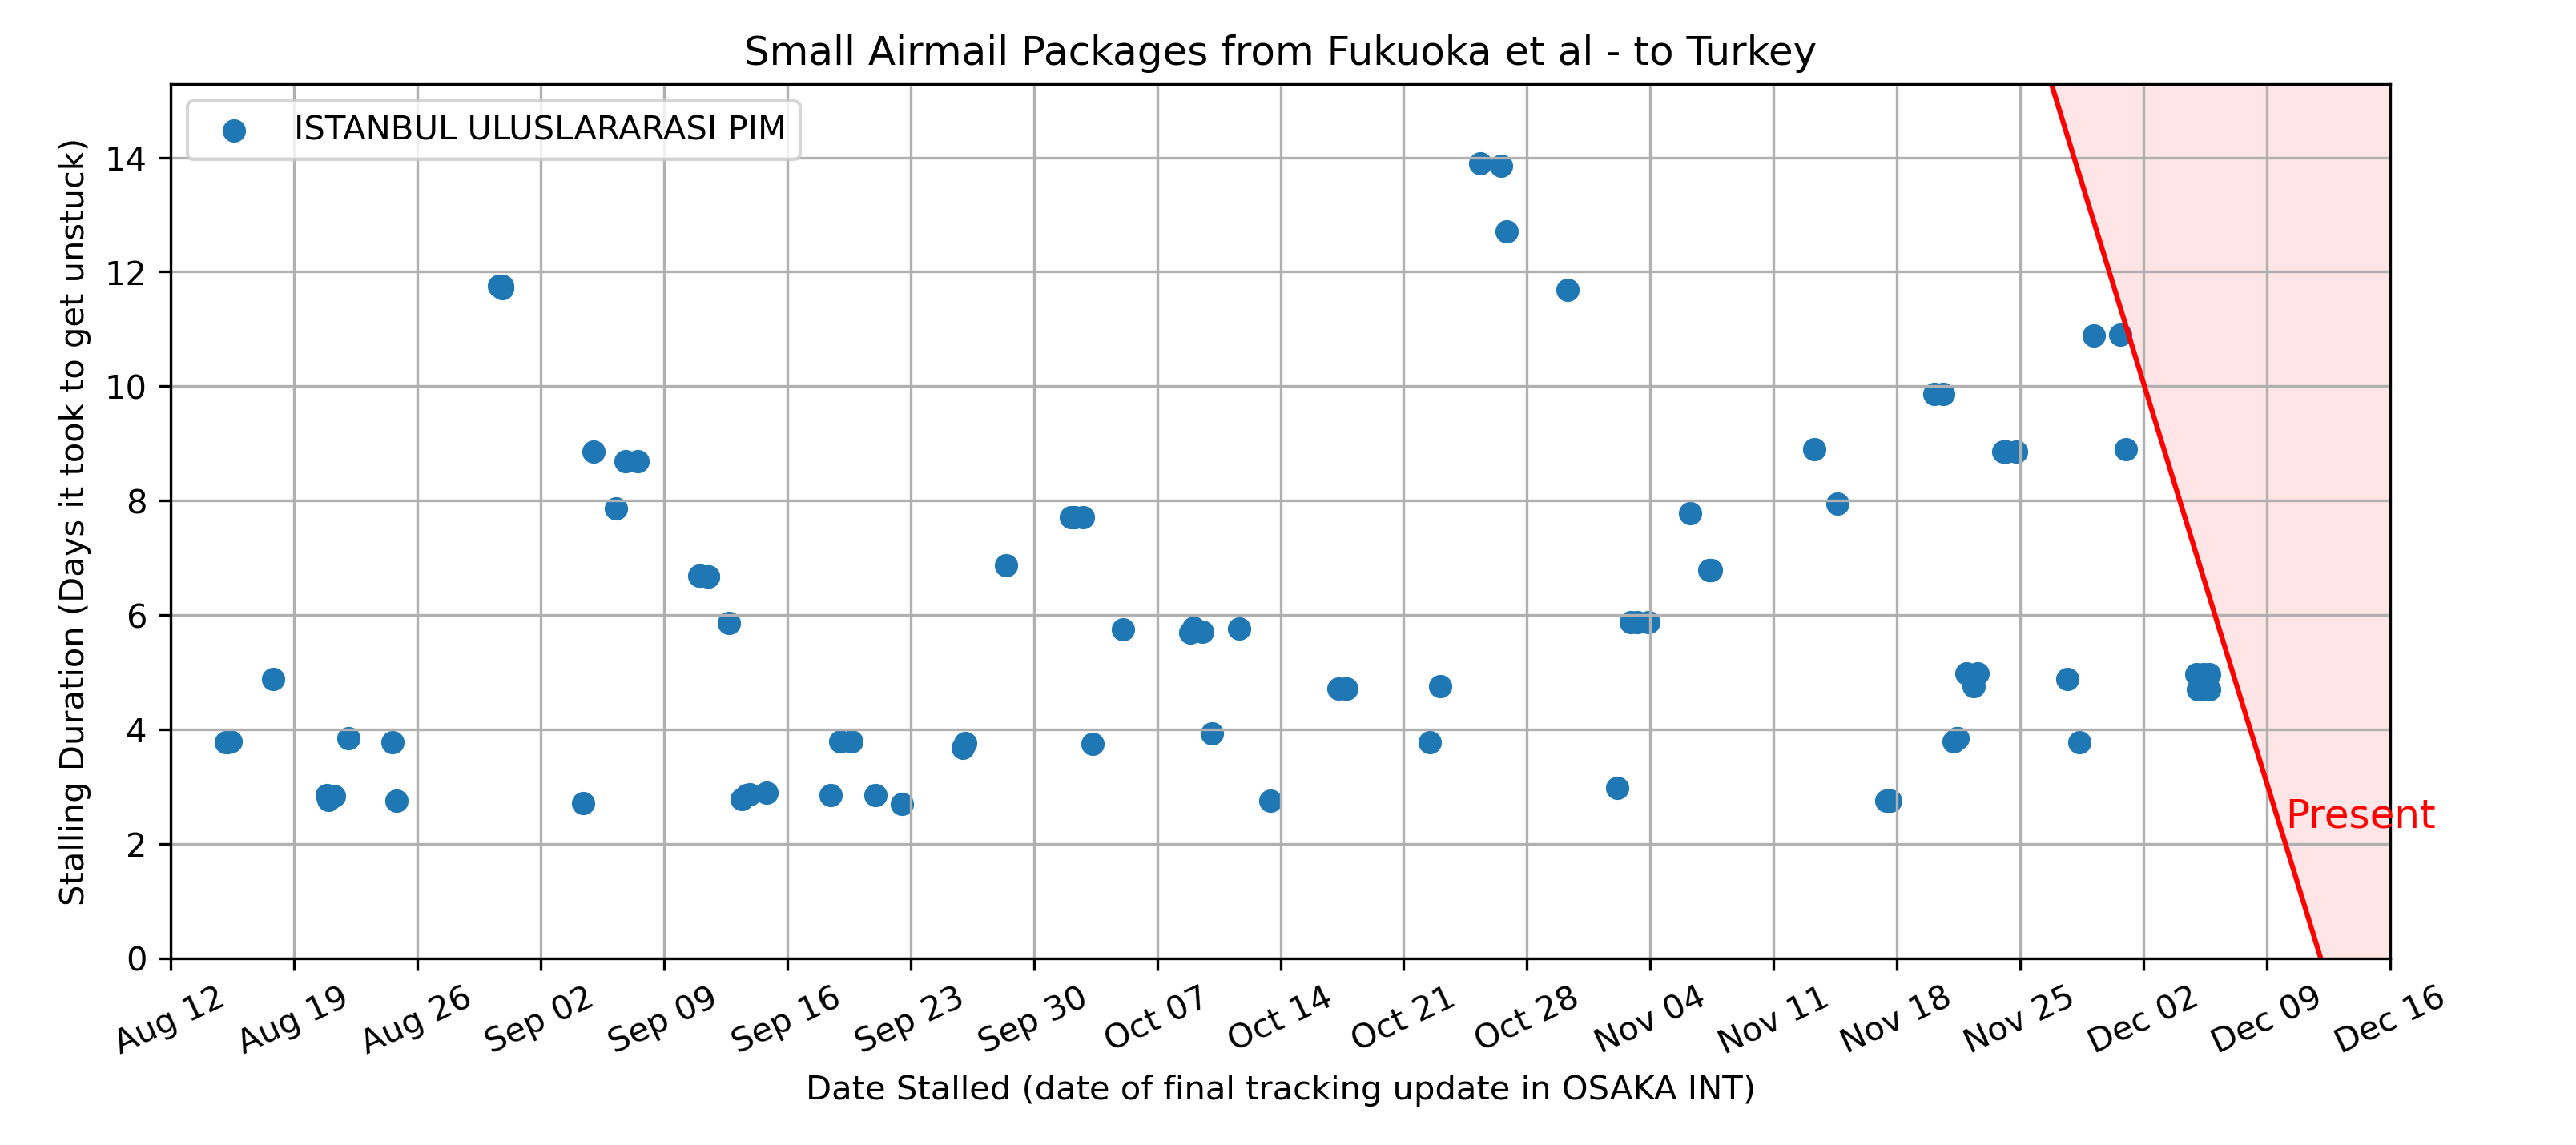 Small Airmail Packages from Fukuoka et al - to Turkey
ISTANBUL ULUSLARARASI PIM
Stalling Duration (Days it took to get unstuck)
14
12
10
8
6
4
2
0
Present
Aug 12
Aug 19
Aug 26
Sep 02
Sep 09
Sep 16
Sep 23
Sep 30
Oct 07
Oct 14
Oct 21
Oct 28
Nov 04
Nov 11
Nov 18
Nov 25
Dec 02
Dec 09
Dec 16
Date Stalled (date of final tracking update in OSAKA INT)